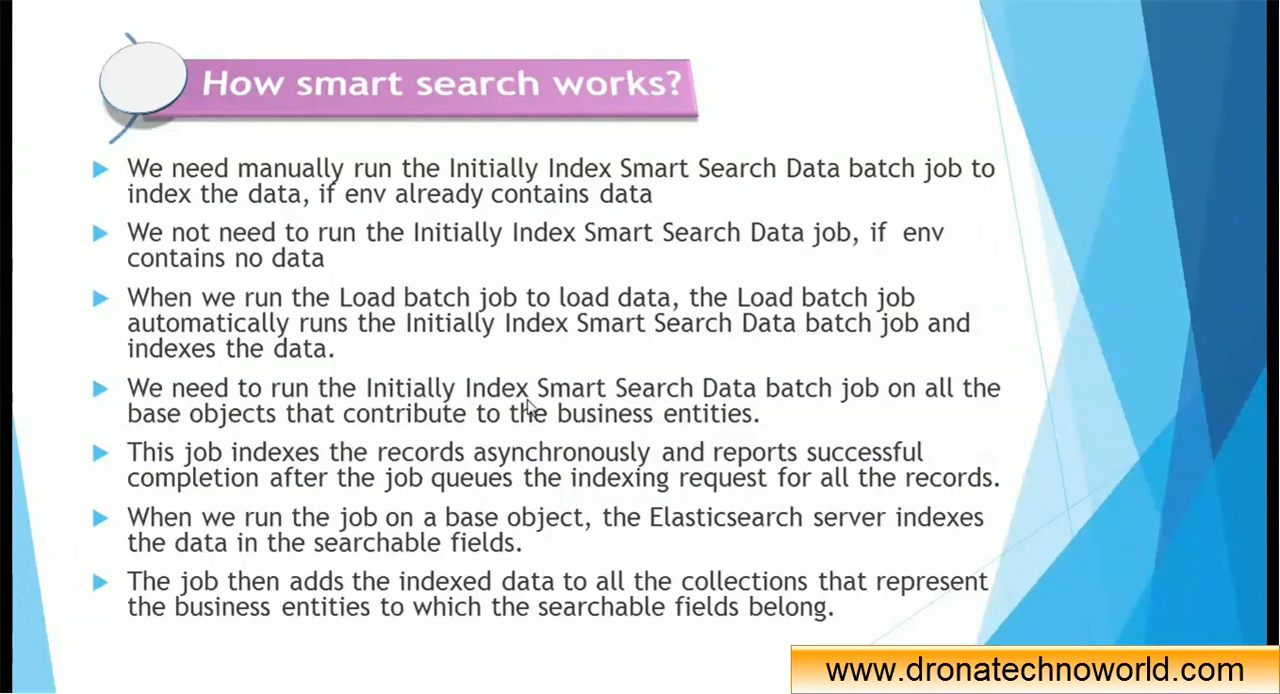 How smart search works?
We need manually run the Initially Index Smart Search Data batch job to
index the data, if env already contains data
We not need to run the Initially Index Smart Search Data job, if env
contains no data
When we run the Load batch job to load data, the Load batch job
automatically runs the Initially Index Smart Search Data batch job and
indexes the data.
We need to run the Initially Index Smart Search Data batch job on all the
base objects that contribute to the business entities.
This job indexes the records asynchronously and reports successful
completion after the job queues the indexing request for all the records.
When we run the job on a base object, the Elasticsearch server indexes
the data in the searchable fields.
The job then adds the indexed data to all the collections that represent
the business entities to which the searchable fields belong.
www.dronatechnoworld.com